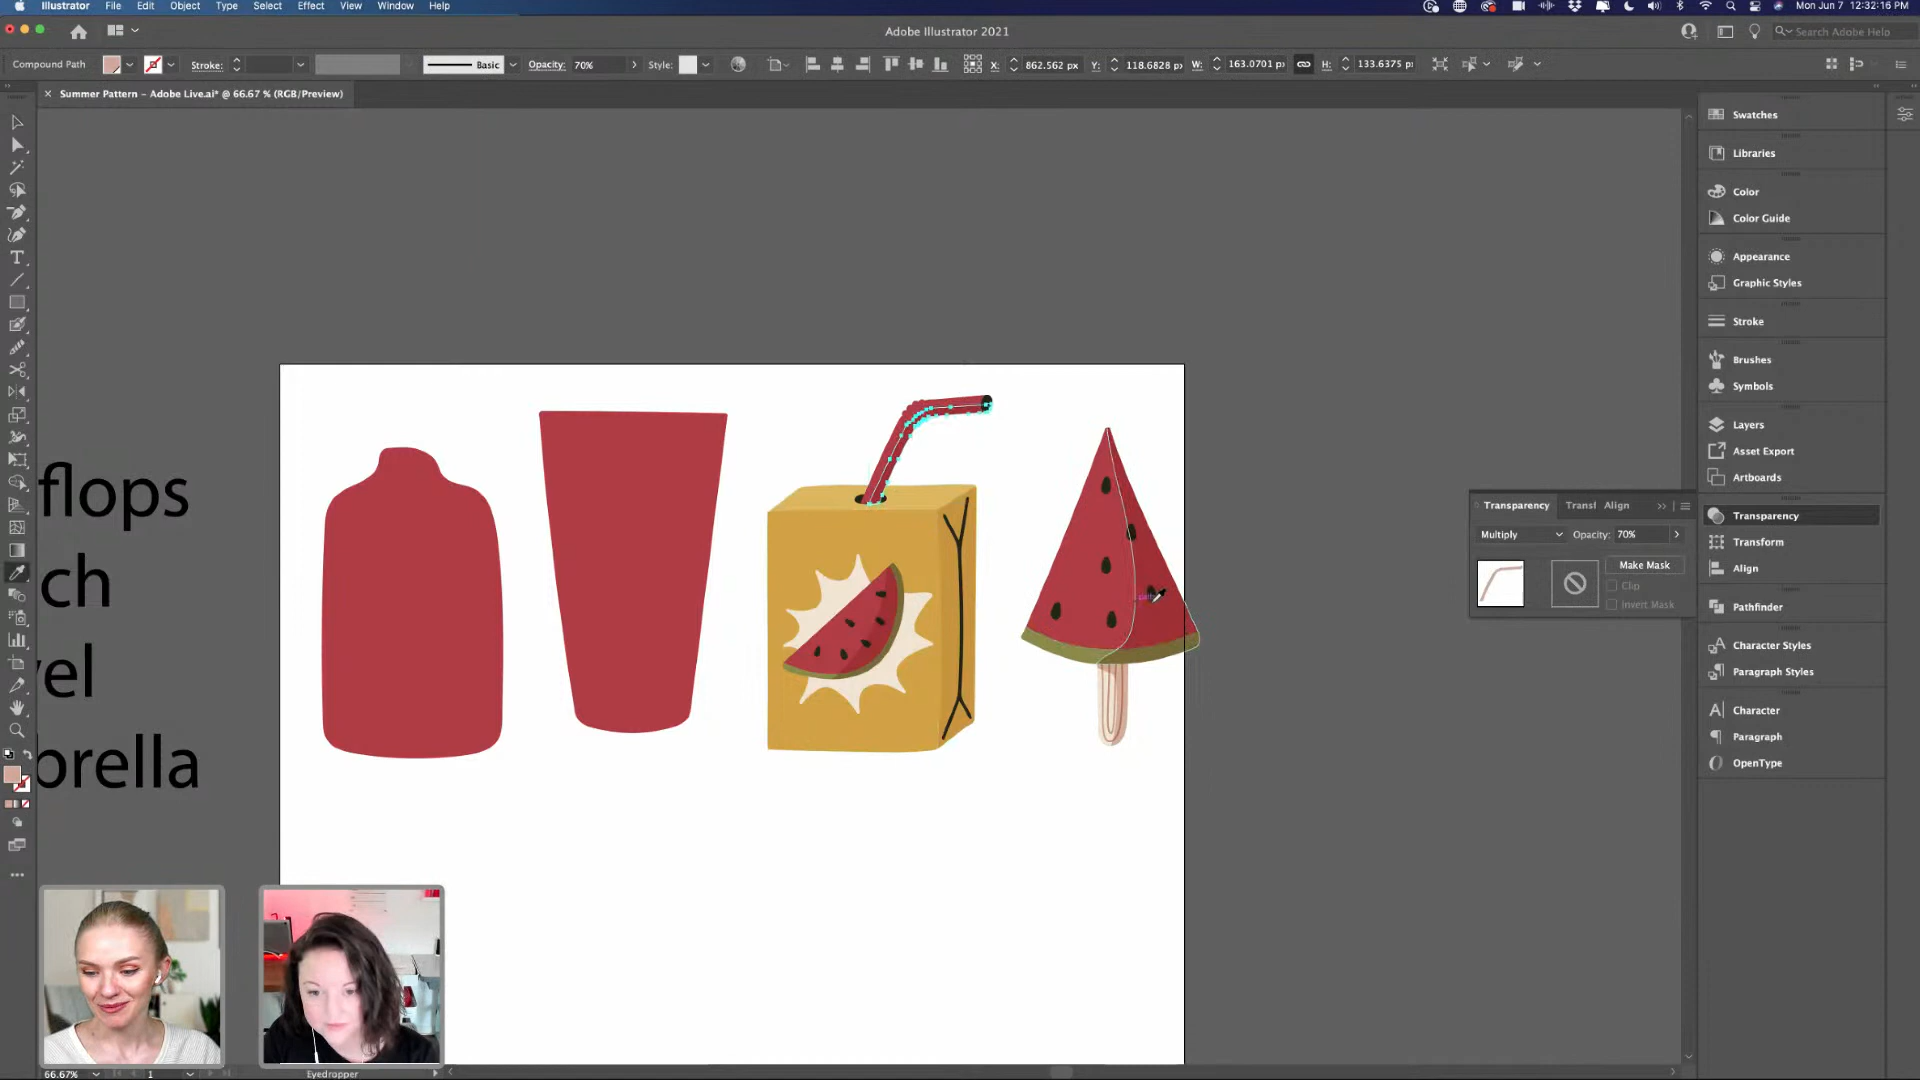 Illustrator File Edit Object Type Select Effect View Window Help
Mon Jun 7 12:32:16 PM
Adobe Illustrator 2021
Search Adobe Help
Compound Path
Stroke:
Basic
Opacity: 70%
Style:
X: 862.562 px
Y: 118.6828 px
W: 163.0701 px
H: 133.6375 px
× Summer Pattern – Adobe Live.ai* @ 66.67 % (RGB/Preview)
flops
ch
vel
brella
Swatches
Libraries
Color
Color Guide
Appearance
Graphic Styles
Stroke
Brushes
Symbols
Layers
Asset Export
Artboards
Transparency
Transform
Align
Pathfinder
Character Styles
Paragraph Styles
Character
Paragraph
OpenType
Transparency Transf Align
Multiply
Opacity: 70%
Make Mask
Clip
Invert Mask
66.67%
1
Eyedropper